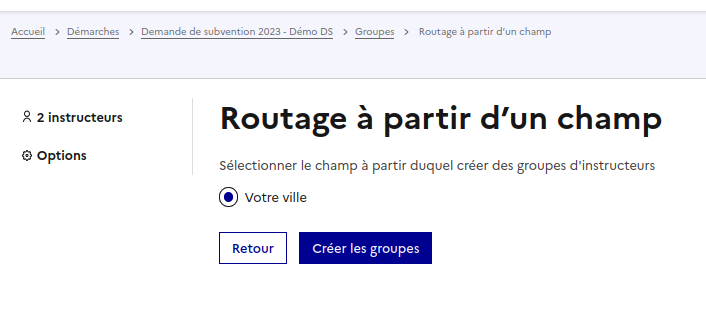 Accueil > Démarches > Demande de subvention 2023 - Démo DS > Groupes > Routage à partir d’un champ
2 instructeurs
Options
Routage à partir d’un champ
Sélectionner le champ à partir duquel créer des groupes d'instructeurs
Votre ville
Retour Créer les groupes